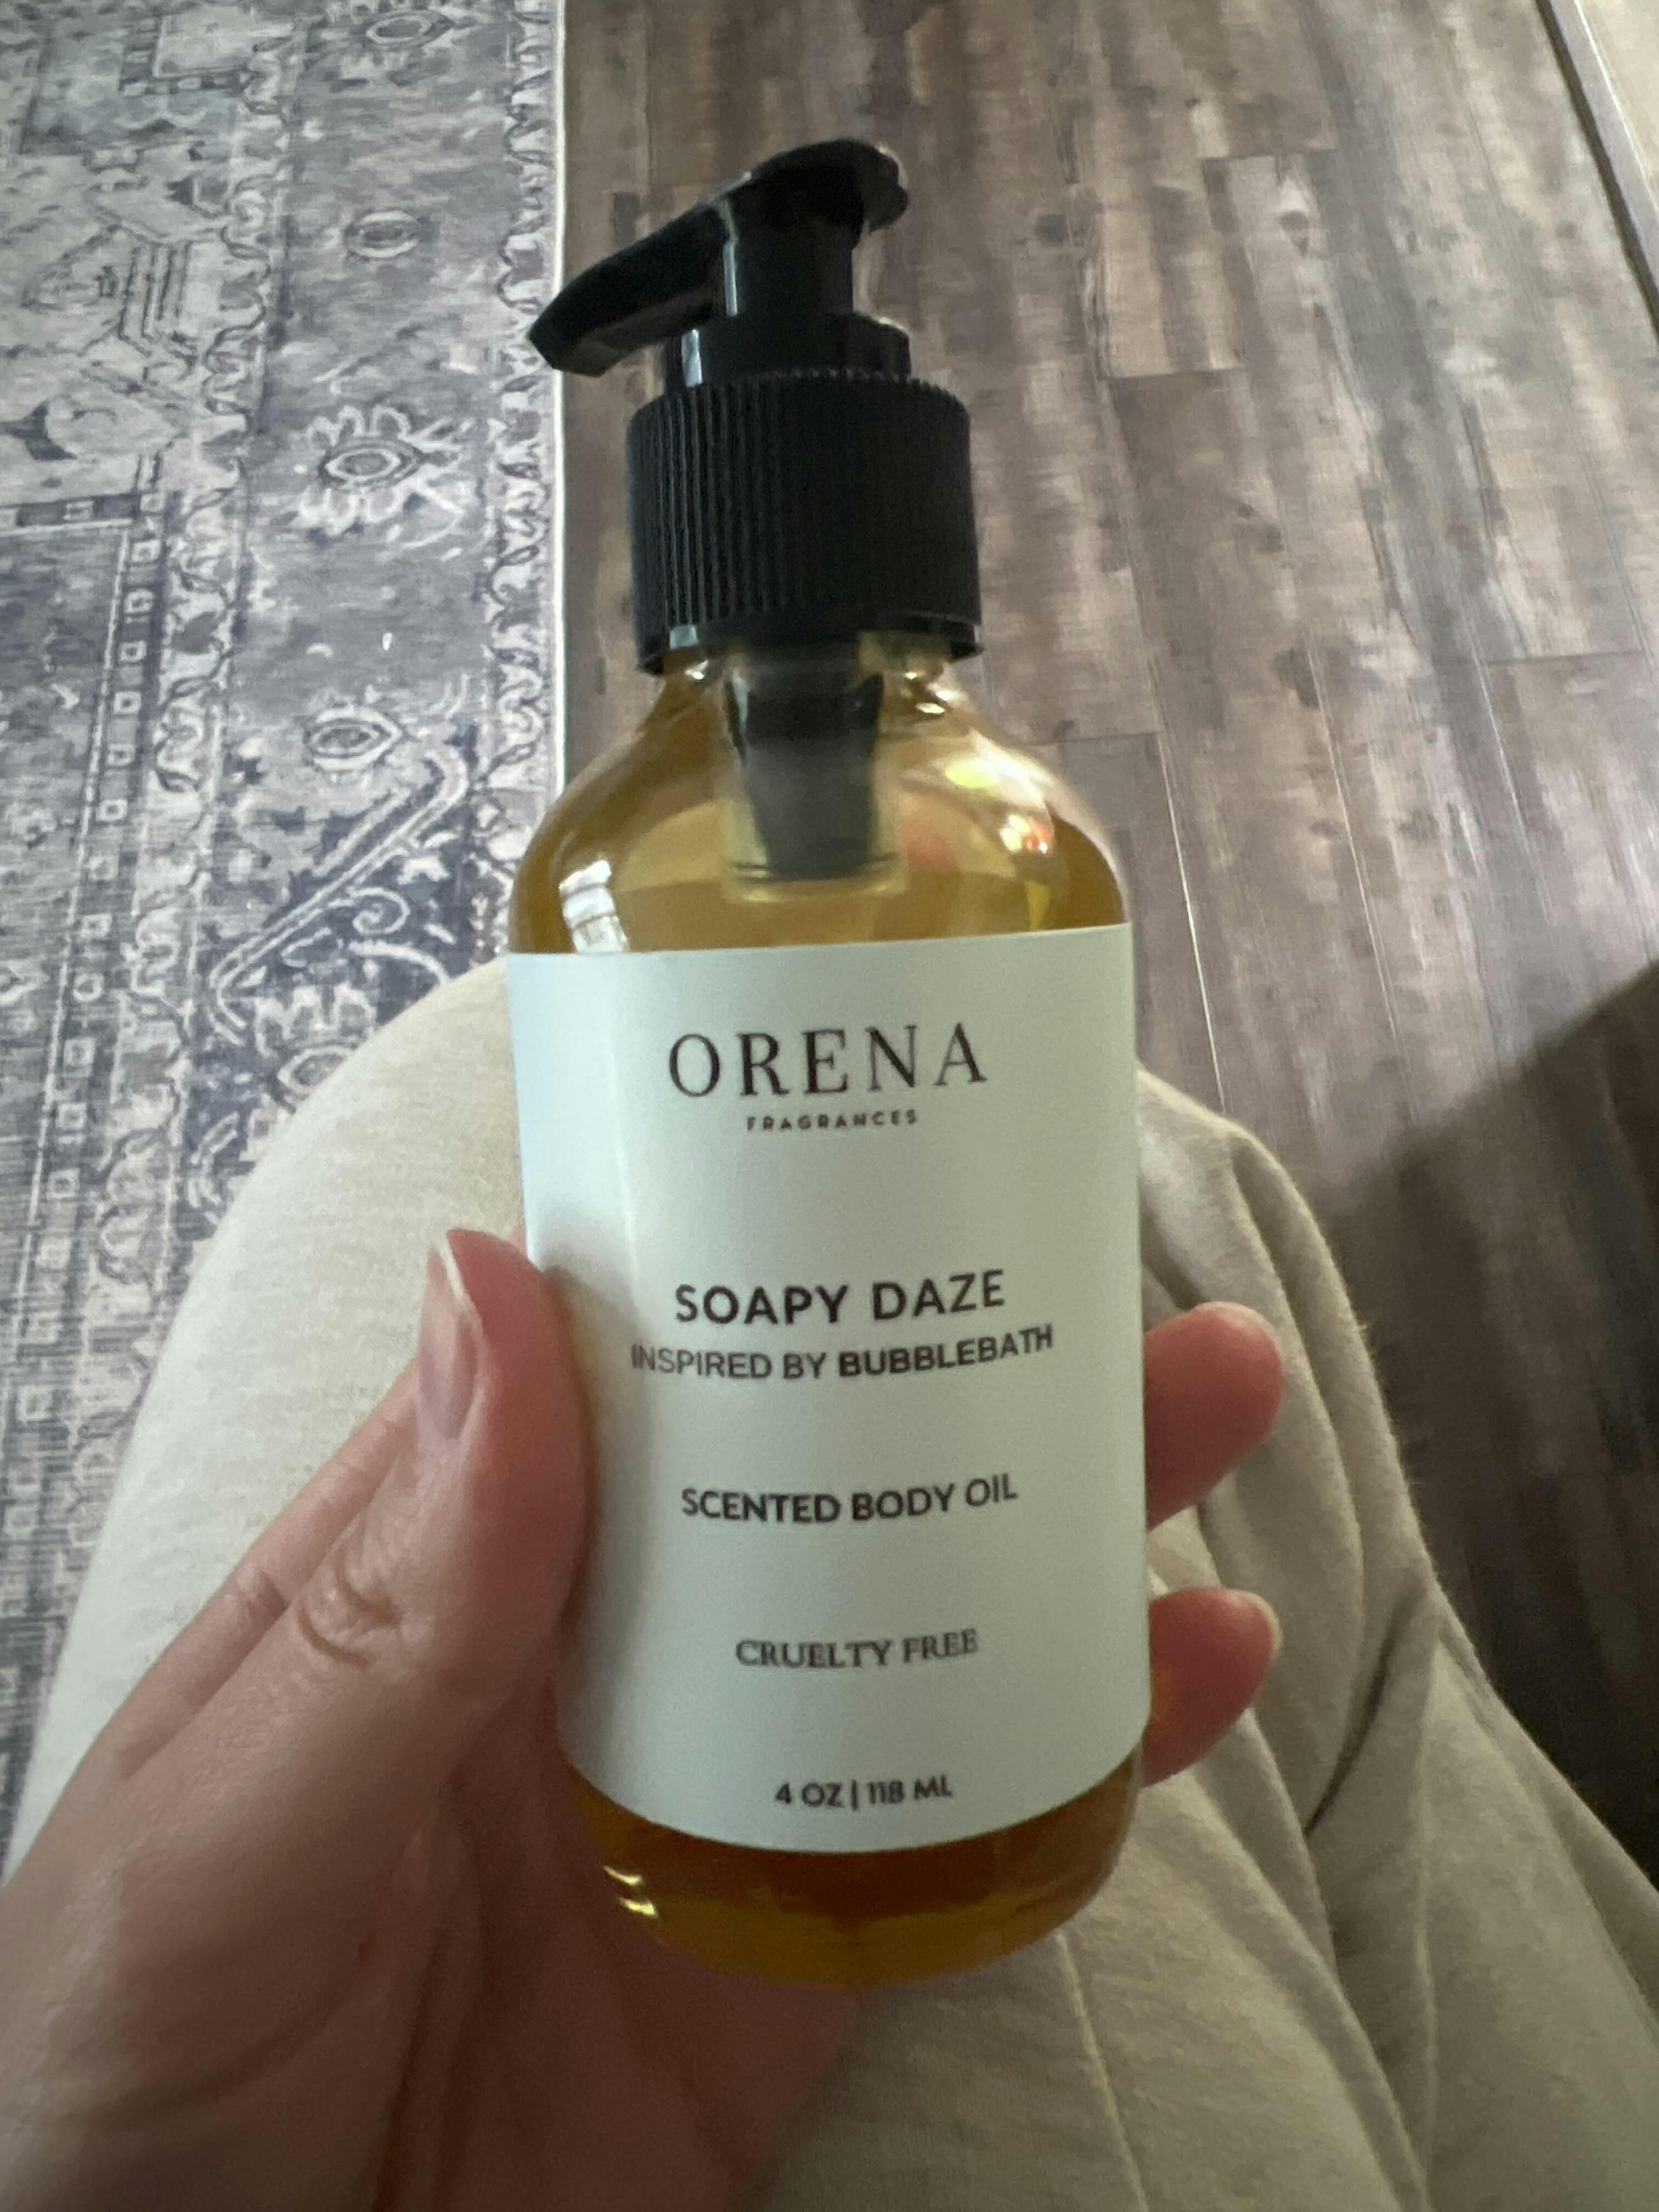 ORENA
FRAGRANCES
SOAPY DAZE
INSPIRED BY BUBBLEBATH
SCENTED BODY OIL
CRUELTY FREE
4 OZ | 118 ML